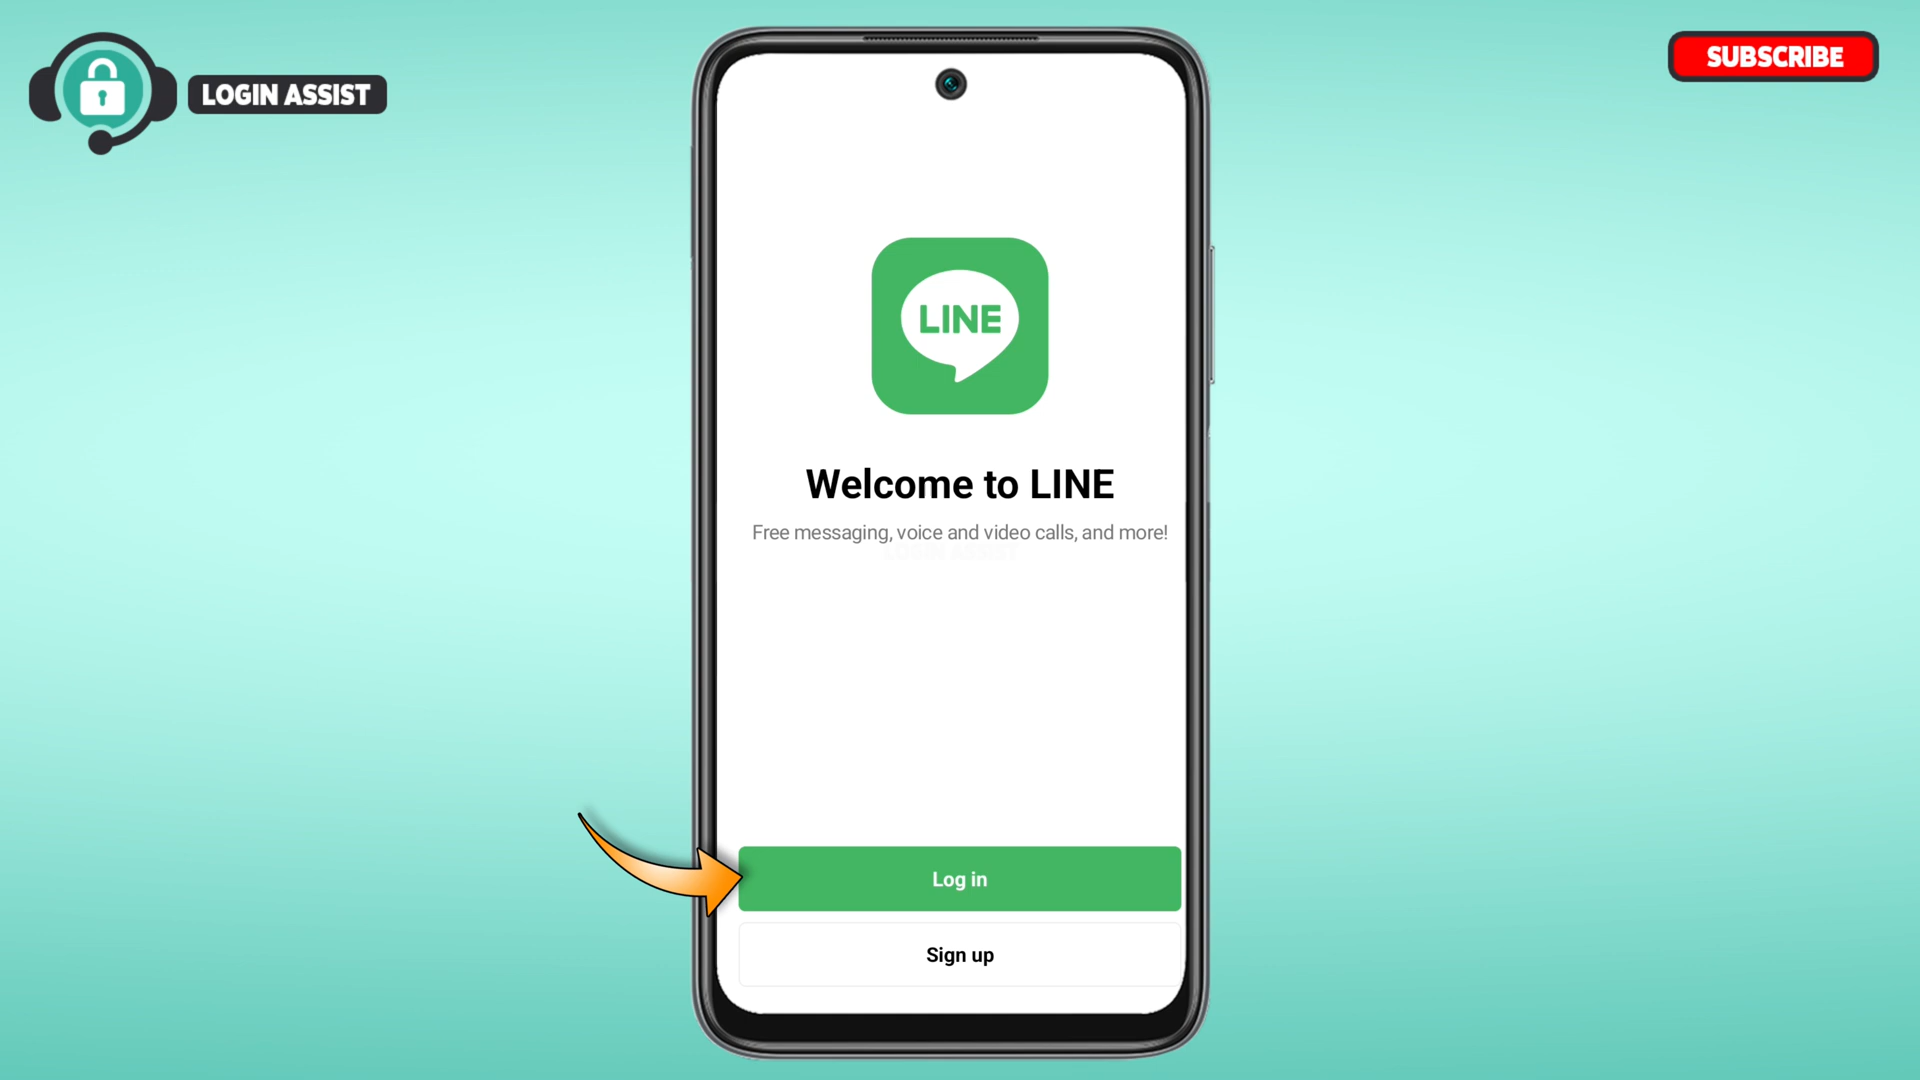 LOGIN ASSIST
SUBSCRIBE
LINE
Welcome to LINE
Free messaging, voice and video calls, and more!
Log in
Sign up